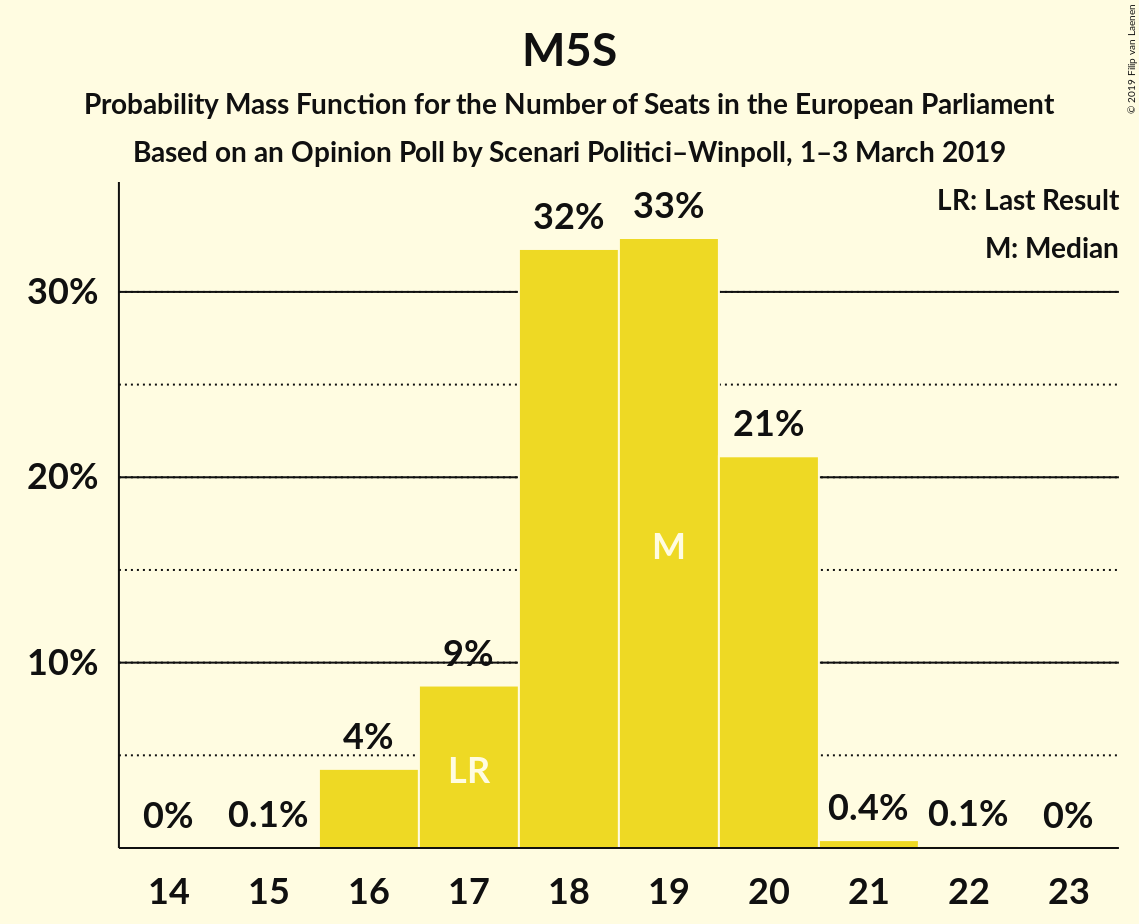 M5S
Probability Mass Function for the Number of Seats in the European Parliament
Based on an Opinion Poll by Scenari Politici–Winpoll, 1–3 March 2019
© 2019 Filip van Laenen
LR: Last Result
M: Median
30%
20%
10%
0%
0.1%
4%
9%
32%
33%
21%
0.4%
0.1%
0%
LR
M
14 15 16 17 18 19 20 21 22 23